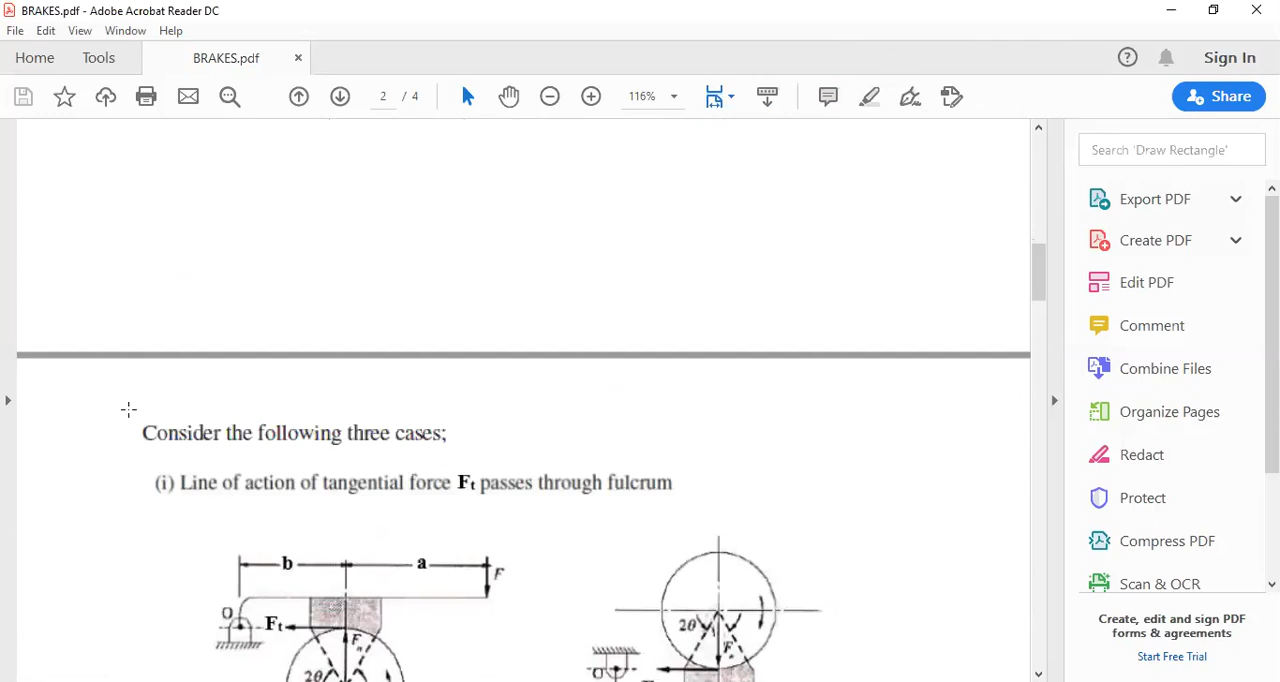 BRAKES.pdf - Adobe Acrobat Reader DC
File Edit View Window Help
Home Tools BRAKES.pdf × Sign In
2 / 4 116% Share
Search 'Draw Rectangle'
Export PDF
Create PDF
Edit PDF
Comment
Combine Files
Organize Pages
Redact
Protect
Compress PDF
Scan & OCR
Create, edit and sign PDF
forms & agreements
Start Free Trial
Consider the following three cases;
(i) Line of action of tangential force Ft passes through fulcrum
b a F
O Ft Fn
2θ
2θ Fn
O